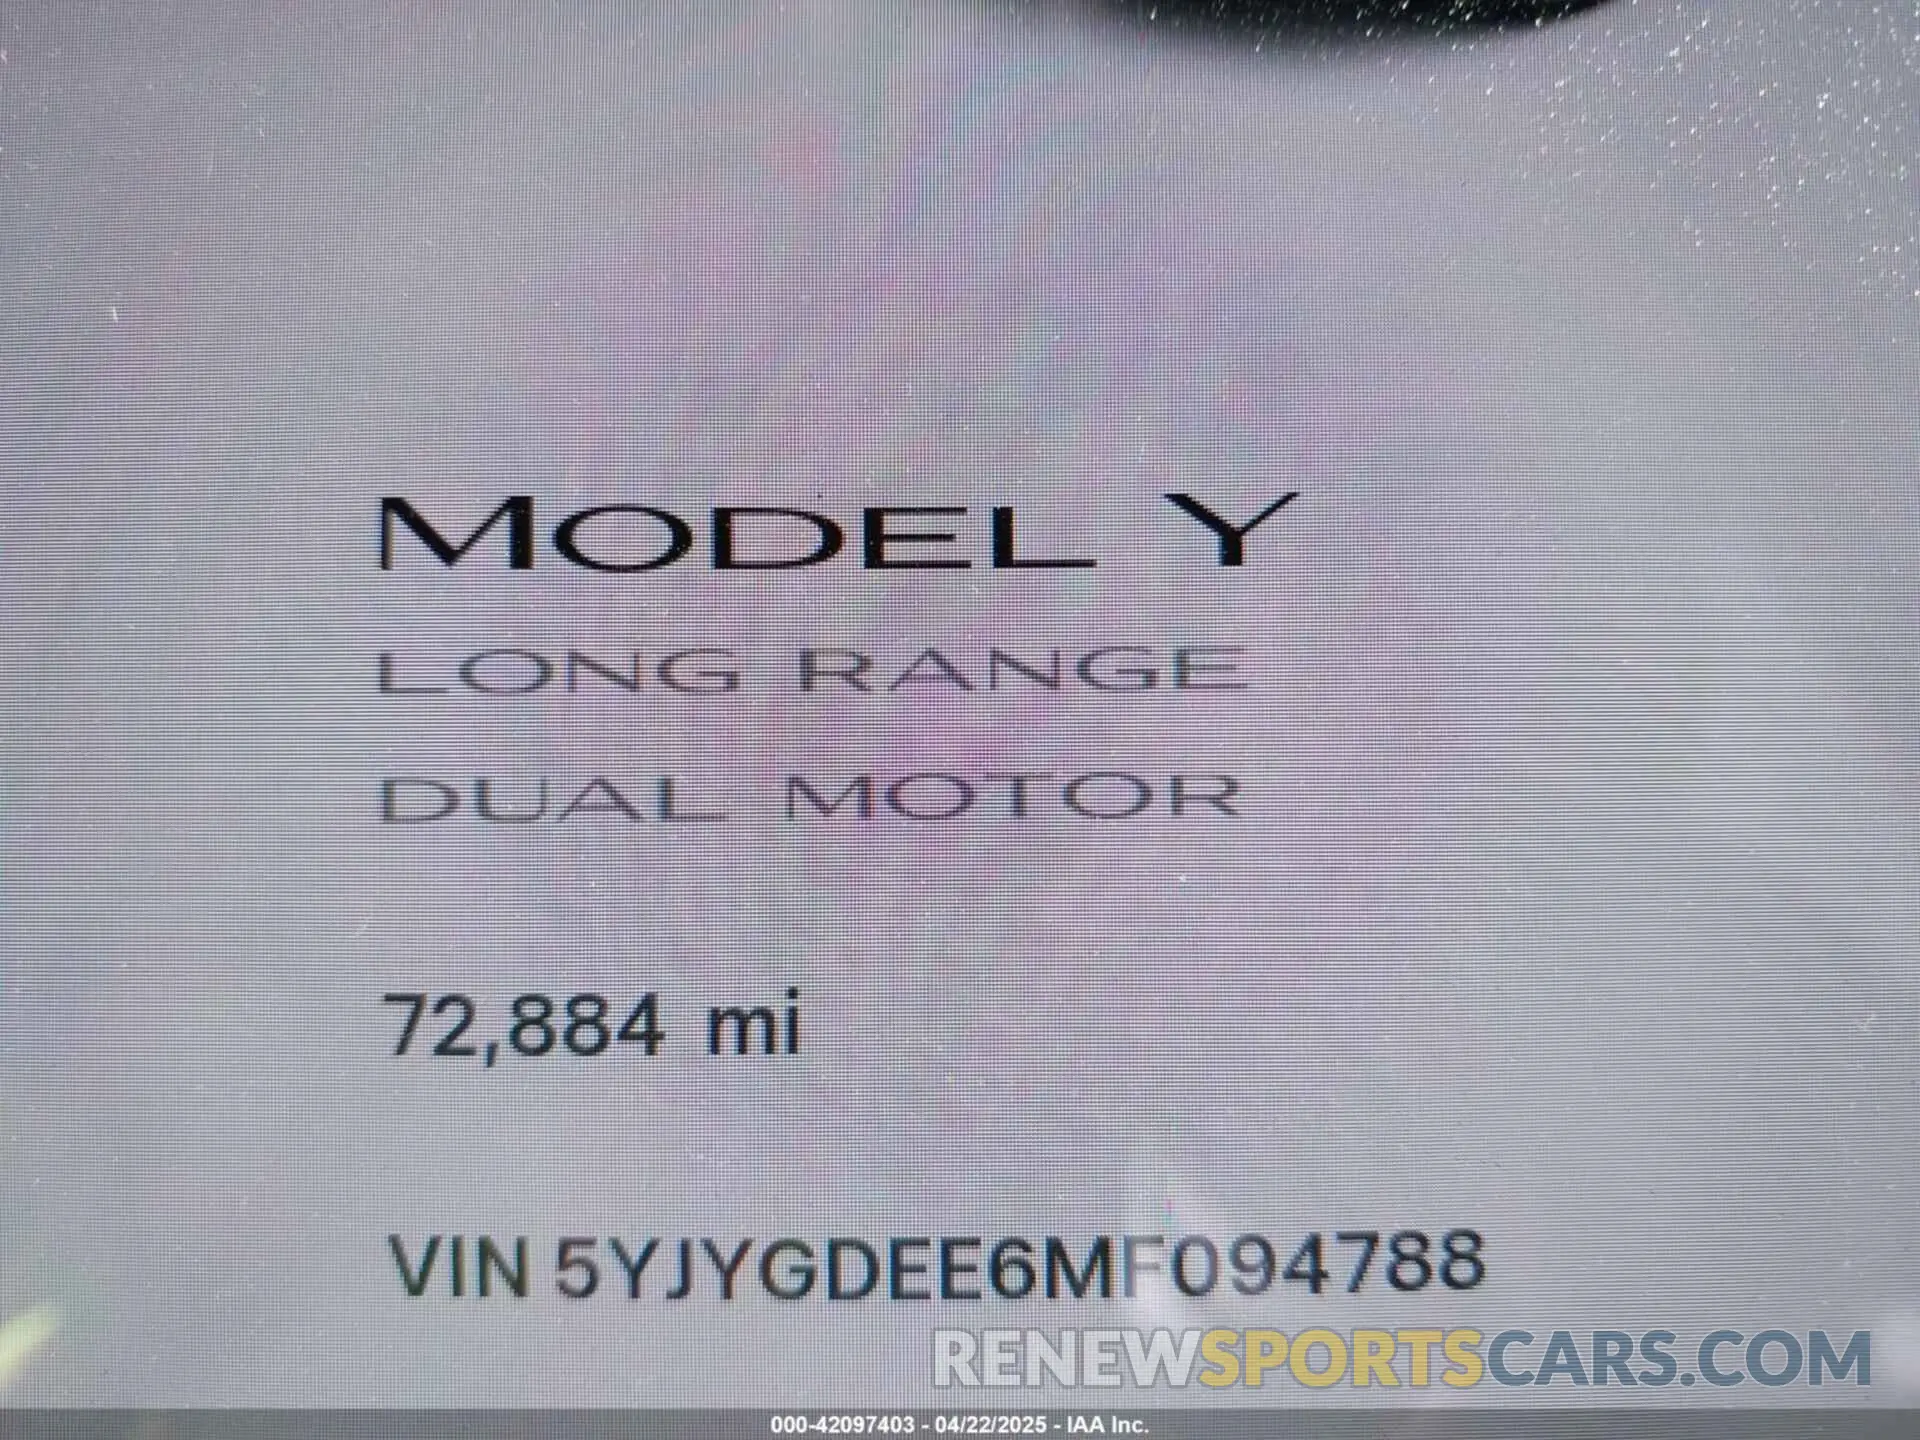 MODEL Y
LONG RANGE
DUAL MOTOR
72,884 mi
VIN 5YJYGDEE6MF094788
RENEWSPORTSCARS.COM
000-42097403 - 04/22/2025 - IAA Inc.